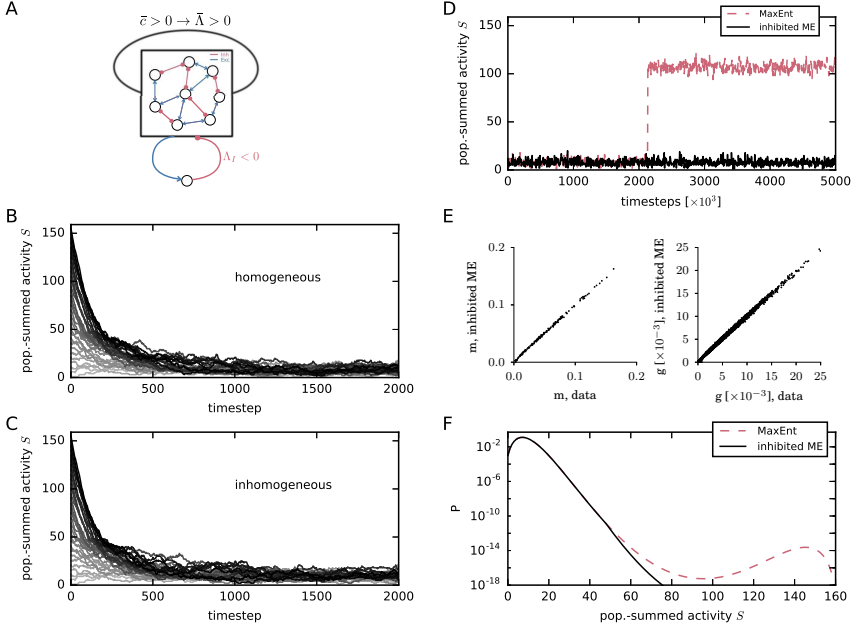 A
c̄ > 0 → Λ̄ > 0
Inh
Exc
Λ_I < 0
B
pop.-summed activity S
150
100
50
0
homogeneous
0 500 1000 1500 2000
timestep
C
pop.-summed activity S
150
100
50
0
inhomogeneous
0 500 1000 1500 2000
timestep
D
MaxEnt
inhibited ME
pop.-summed activity S
150
100
50
0
0 1000 2000 3000 4000 5000
timesteps [×10³]
E
m, inhibited ME
0.2
0.1
0.0
0.0 0.1 0.2
m, data
g [×10⁻³], inhibited ME
25
20
15
10
5
0
0 5 10 15 20 25
g [×10⁻³], data
F
MaxEnt
inhibited ME
P
10⁻²
10⁻⁶
10⁻¹⁰
10⁻¹⁴
10⁻¹⁸
0 20 40 60 80 100 120 140 160
pop.-summed activity S